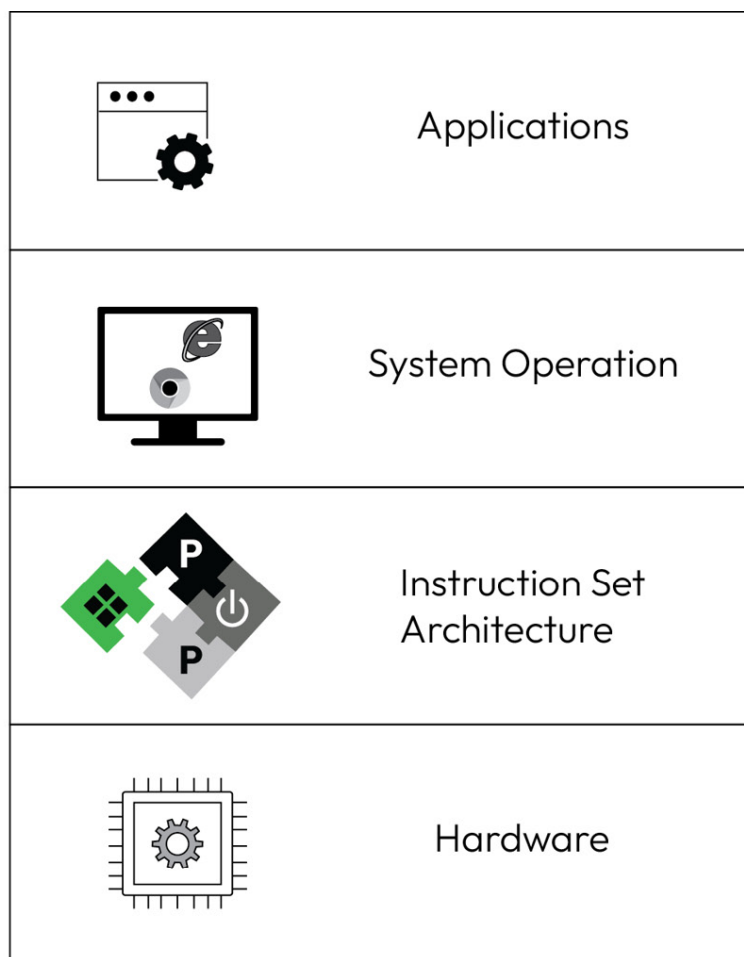 Applications
e
System Operation
P
P
Instruction Set
Architecture
Hardware